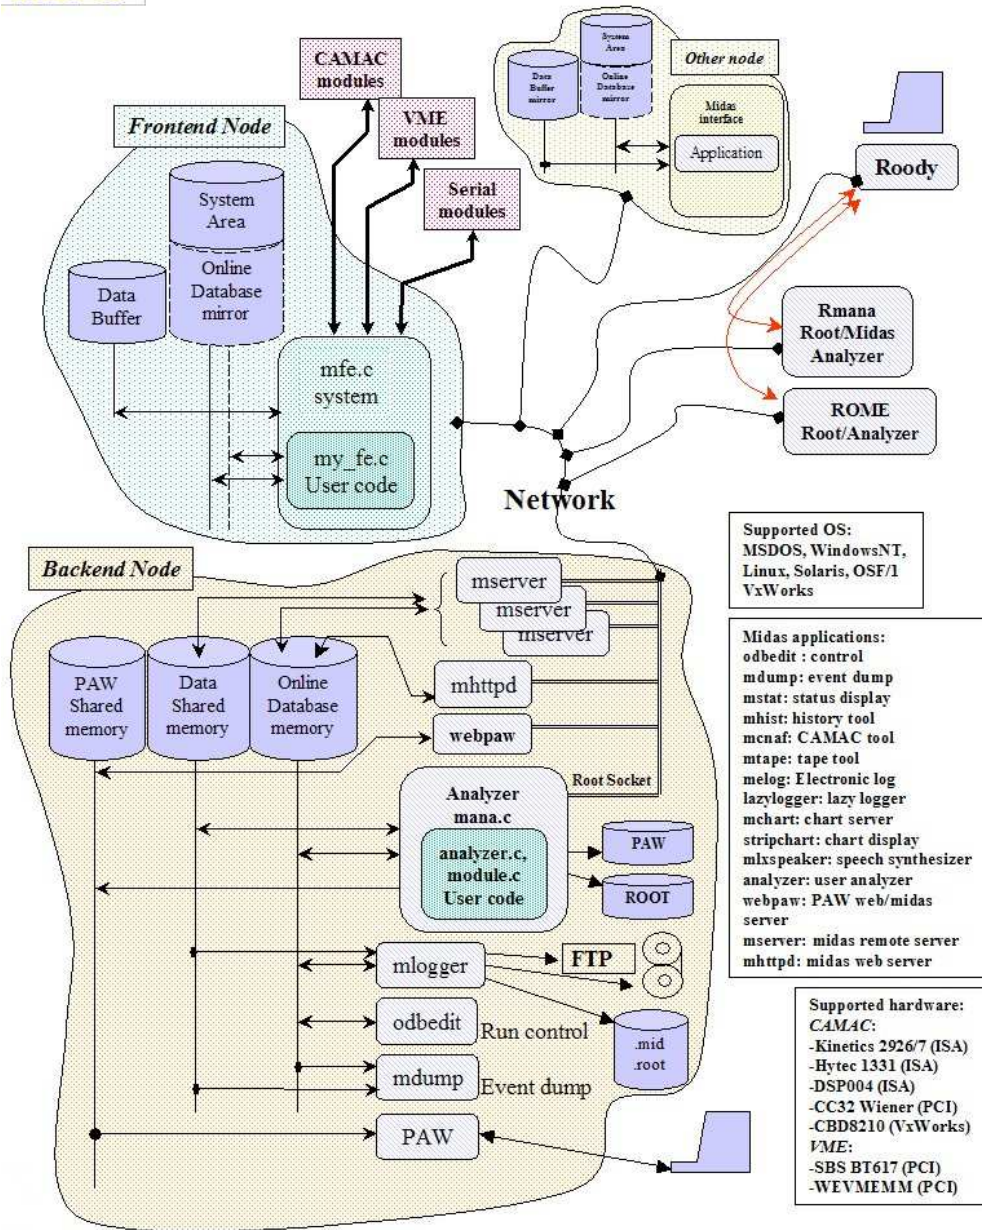 CAMAC
modules
VME
modules
Serial
modules
Frontend Node
System
Area
Online
Database
mirror
Data
Buffer
mfe.c
system
my_fe.c
User code
System
Area
Data
Buffer
mirror
Online
Database
mirror
Other node
Midas
interface
Application
Roody
Rmana
Root/Midas
Analyzer
ROME
Root/Analyzer
Network
Supported OS:
MSDOS, WindowsNT,
Linux, Solaris, OSF/1
VxWorks
Backend Node
mserver
mserver
mserver
PAW
Shared
memory
Data
Shared
memory
Online
Database
memory
mhttpd
webpaw
Root Socket
Analyzer
mana.c
analyzer.c,
module.c
User code
PAW
ROOT
mlogger
FTP
odbedit
Run control
.mid
.root
mdump
Event dump
PAW
Midas applications:
odbedit : control
mdump: event dump
mstat: status display
mhist: history tool
mcnaf: CAMAC tool
mtape: tape tool
melog: Electronic log
lazylogger: lazy logger
mchart: chart server
stripchart: chart display
mlxspeaker: speech synthesizer
analyzer: user analyzer
webpaw: PAW web/midas
server
mserver: midas remote server
mhttpd: midas web server
Supported hardware:
CAMAC:
-Kinetics 2926/7 (ISA)
-Hytec 1331 (ISA)
-DSP004 (ISA)
-CC32 Wiener (PCI)
-CBD8210 (VxWorks)
VME:
-SBS BT617 (PCI)
-WEVMEMM (PCI)